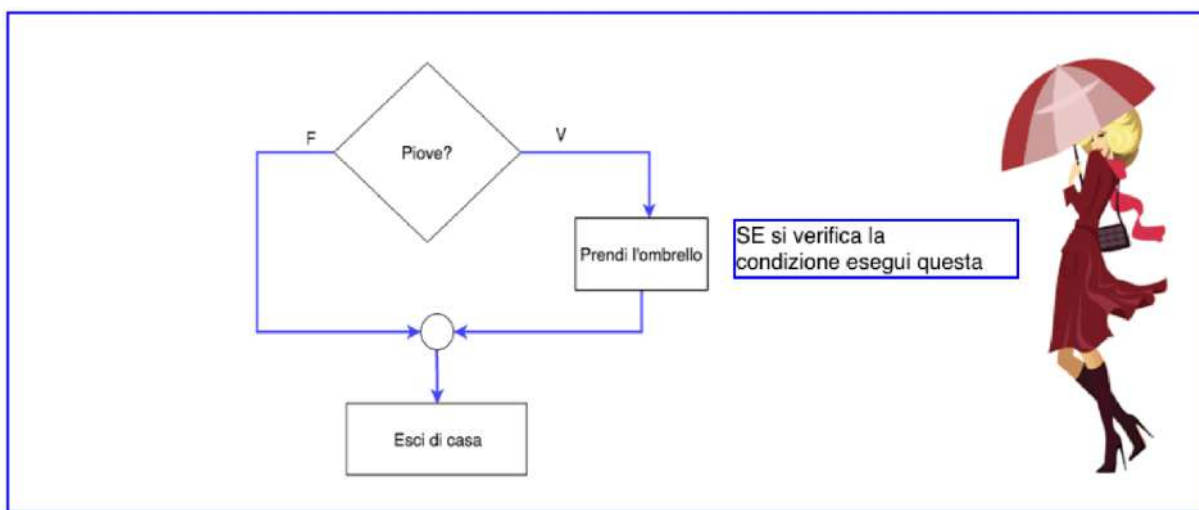 F
V
Piove?
Prendi l'ombrello
SE si verifica la
condizione esegui questa
Esci di casa